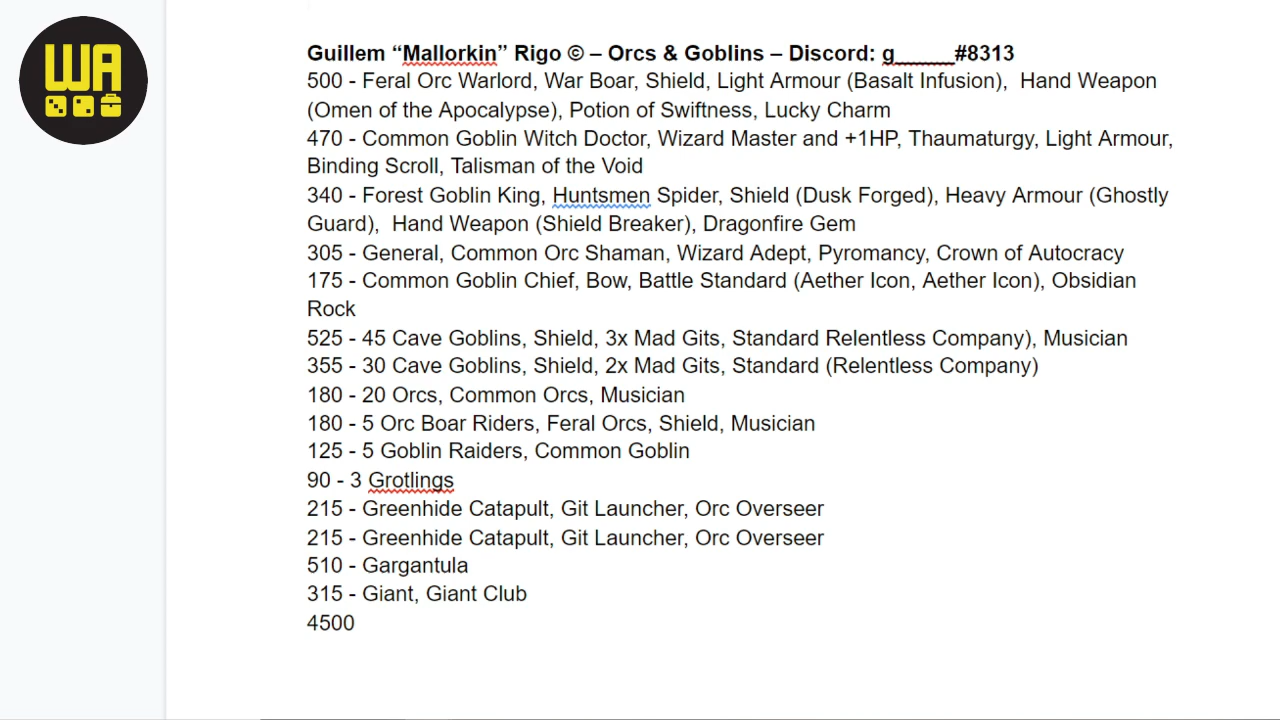 WA
Guillem “Mallorkin” Rigo © – Orcs & Goblins – Discord: g______#8313
500 - Feral Orc Warlord, War Boar, Shield, Light Armour (Basalt Infusion),  Hand Weapon
(Omen of the Apocalypse), Potion of Swiftness, Lucky Charm
470 - Common Goblin Witch Doctor, Wizard Master and +1HP, Thaumaturgy, Light Armour,
Binding Scroll, Talisman of the Void
340 - Forest Goblin King, Huntsmen Spider, Shield (Dusk Forged), Heavy Armour (Ghostly
Guard),  Hand Weapon (Shield Breaker), Dragonfire Gem
305 - General, Common Orc Shaman, Wizard Adept, Pyromancy, Crown of Autocracy
175 - Common Goblin Chief, Bow, Battle Standard (Aether Icon, Aether Icon), Obsidian
Rock
525 - 45 Cave Goblins, Shield, 3x Mad Gits, Standard Relentless Company), Musician
355 - 30 Cave Goblins, Shield, 2x Mad Gits, Standard (Relentless Company)
180 - 20 Orcs, Common Orcs, Musician
180 - 5 Orc Boar Riders, Feral Orcs, Shield, Musician
125 - 5 Goblin Raiders, Common Goblin
90 - 3 Grotlings
215 - Greenhide Catapult, Git Launcher, Orc Overseer
215 - Greenhide Catapult, Git Launcher, Orc Overseer
510 - Gargantula
315 - Giant, Giant Club
4500